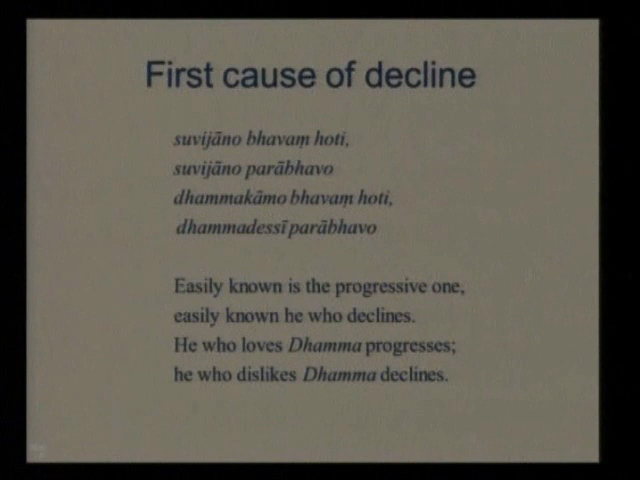 First cause of decline
suvijāno bhavaṃ hoti,
suvijāno parābhavo
dhammakāmo bhavaṃ hoti,
dhammadessī parābhavo
Easily known is the progressive one,
easily known he who declines.
He who loves Dhamma progresses;
he who dislikes Dhamma declines.